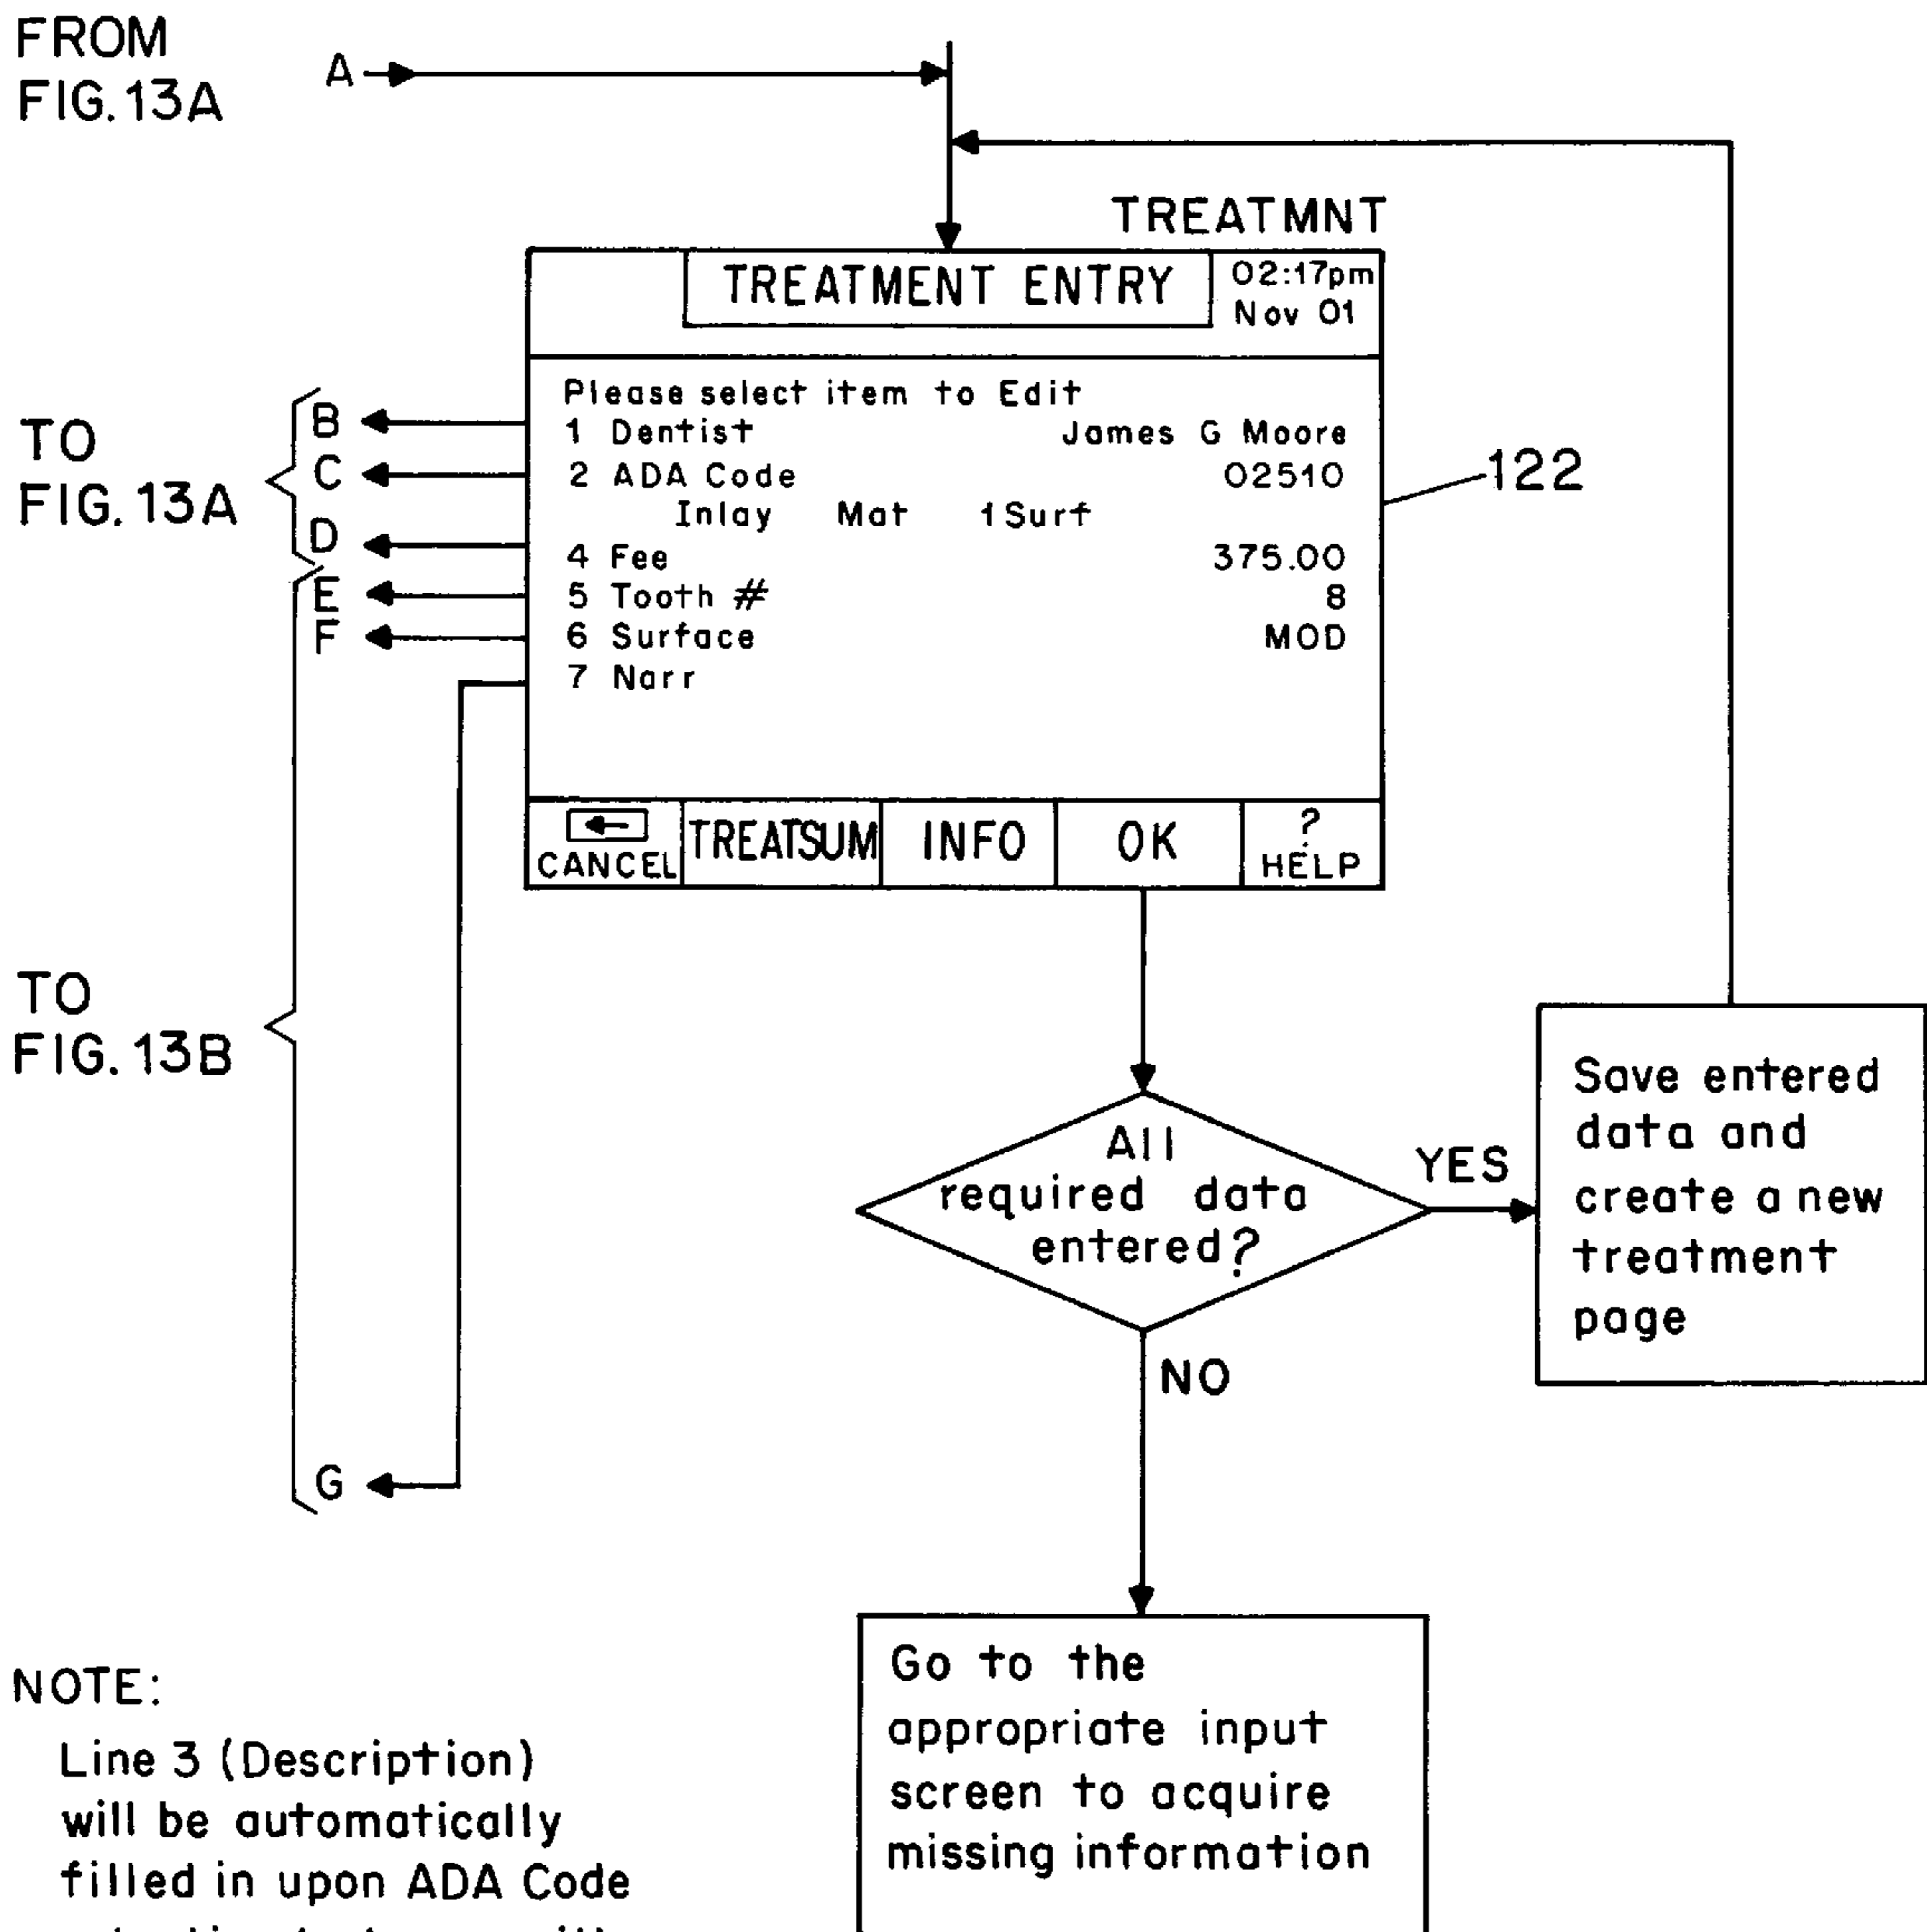 FROM
FIG. 13A
A
TREATMNT
TREATMENT ENTRY
02:17pm
Nov 01
Please select item to Edit
1 Dentist James G Moore
2 ADA Code 02510
Inlay Mat 1Surf
4 Fee 375.00
5 Tooth # 8
6 Surface MOD
7 Narr
CANCEL
TREATSUM
INFO
OK
?
HELP
122
TO
FIG. 13A
B
C
D
E
F
TO
FIG. 13B
G
All
required data
entered?
YES
Save entered
data and
create a new
treatment
page
NO
Go to the
appropriate input
screen to acquire
missing information
NOTE:
Line 3 (Description)
will be automatically
filled in upon ADA Code